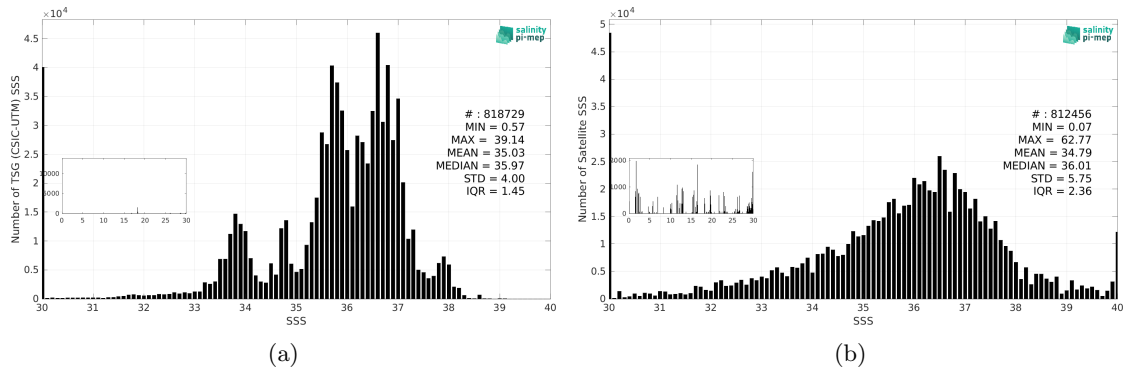 ×10⁴
4.5
4
3.5
3
2.5
2
1.5
1
0.5
0
Number of TSG (CSIC-UTM) SSS
salinity
pi-mep
# : 818729
MIN = 0.57
MAX = 39.14
MEAN = 35.03
MEDIAN = 35.97
STD = 4.00
IQR = 1.45
10000
5000
0
0 5 10 15 20 25 30
30 31 32 33 34 35 36 37 38 39 40
SSS
(a)
×10⁴
5
4.5
4
3.5
3
2.5
2
1.5
1
0.5
0
Number of Satellite SSS
salinity
pi-mep
# : 812456
MIN = 0.07
MAX = 62.77
MEAN = 34.79
MEDIAN = 36.01
STD = 5.75
IQR = 2.36
2000
1000
0
0 5 10 15 20 25 30
30 31 32 33 34 35 36 37 38 39 40
SSS
(b)